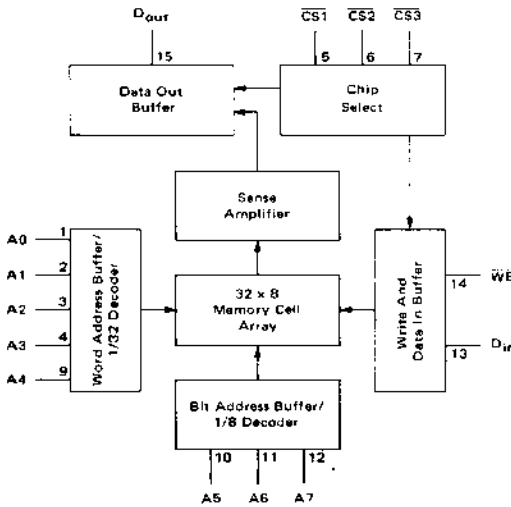 Dout
CS1 CS2 CS3
15
5 6 7
Data Out
Buffer
Chip
Select
Sense
Amplifier
A0 1
A1 2
A2 3
A3 4
A4 9
Word Address Buffer/
1/32 Decoder
32 x 8
Memory Cell
Array
Write And
Data In Buffer
14 WE
13 Din
Bit Address Buffer/
1/8 Decoder
10 11 12
A5 A6 A7